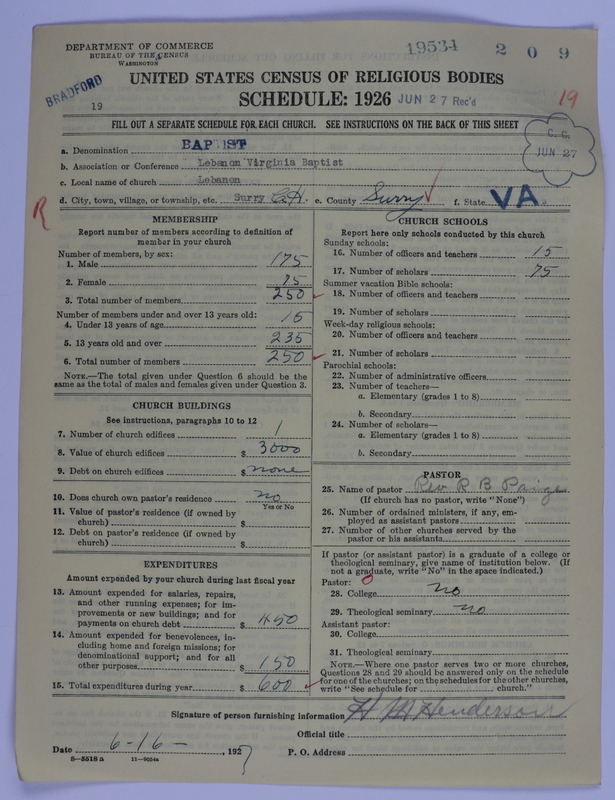 DEPARTMENT OF COMMERCE
BUREAU OF THE CENSUS
WASHINGTON
19534
209
BRADFORD
19
UNITED STATES CENSUS OF RELIGIOUS BODIES
SCHEDULE: 1926 JUN 27 Rec'd
19
FILL OUT A SEPARATE SCHEDULE FOR EACH CHURCH. SEE INSTRUCTIONS ON THE BACK OF THIS SHEET
C. C.
JUN 27
a. Denomination BAPTIST
b. Association or Conference Lebanon Virginia Baptist
c. Local name of church Lebanon
d. City, town, village, or township, etc. Surry C.H. e. County Surry f. State VA.
R
MEMBERSHIP
Report number of members according to definition of
member in your church
Number of members, by sex:
1. Male 175
2. Female 75
3. Total number of members 250
Number of members under and over 13 years old:
4. Under 13 years of age 15
5. 13 years old and over 235
6. Total number of members 250
NOTE.—The total given under Question 6 should be the
same as the total of males and females given under Question 3.
CHURCH BUILDINGS
See instructions, paragraphs 10 to 12
7. Number of church edifices 1
8. Value of church edifices $ 3000
9. Debt on church edifices $ none
10. Does church own pastor's residence no
Yes or No
11. Value of pastor's residence (if owned by
church) $
12. Debt on pastor's residence (if owned by
church) $
EXPENDITURES
Amount expended by your church during last fiscal year
13. Amount expended for salaries, repairs,
and other running expenses; for im-
provements or new buildings; and for
payments on church debt $ 450
14. Amount expended for benevolences, in-
cluding home and foreign missions; for
denominational support; and for all
other purposes $ 150
15. Total expenditures during year $ 600
CHURCH SCHOOLS
Report here only schools conducted by this church
Sunday schools:
16. Number of officers and teachers 15
17. Number of scholars 75
Summer vacation Bible schools:
18. Number of officers and teachers
19. Number of scholars
Week-day religious schools:
20. Number of officers and teachers
21. Number of scholars
Parochial schools:
22. Number of administrative officers
23. Number of teachers—
a. Elementary (grades 1 to 8)
b. Secondary
24. Number of scholars—
a. Elementary (grades 1 to 8)
b. Secondary
PASTOR
25. Name of pastor Rev R B Paige
(If church has no pastor, write "None")
26. Number of ordained ministers, if any, em-
ployed as assistant pastors
27. Number of other churches served by the
pastor or his assistants
If pastor (or assistant pastor) is a graduate of a college or
theological seminary, give name of institution below. (If
not a graduate, write "No" in the space indicated.)
Pastor:
28. College no
29. Theological seminary no
Assistant pastor:
30. College
31. Theological seminary
NOTE.—Where one pastor serves two or more churches,
Questions 28 and 29 should be answered only on the schedule
for one of the churches; on the schedules for the other churches,
write "See schedule for church."
Signature of person furnishing information H M Henderson
Official title
Date 6-16- , 1927
P. O. Address
8-5518 a 11-9024a